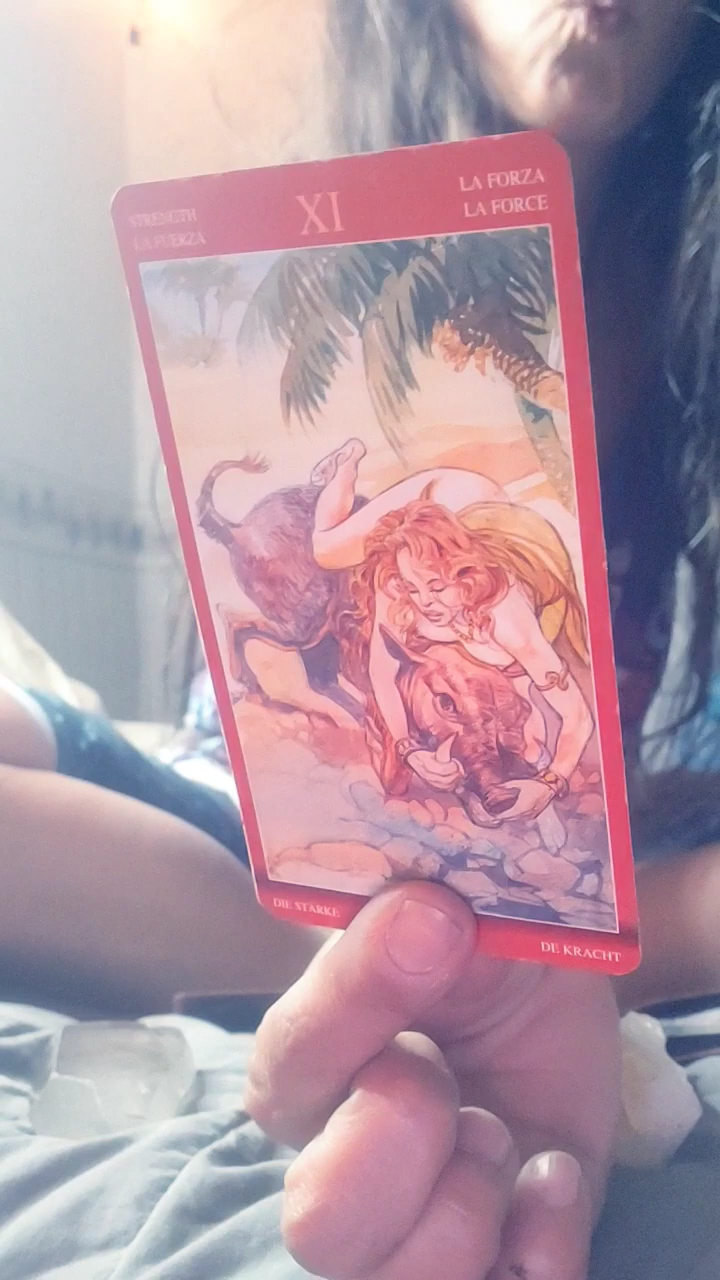 STRENGTH
LA FUERZA
XI
LA FORZA
LA FORCE
DIE STÄRKE
DE KRACHT